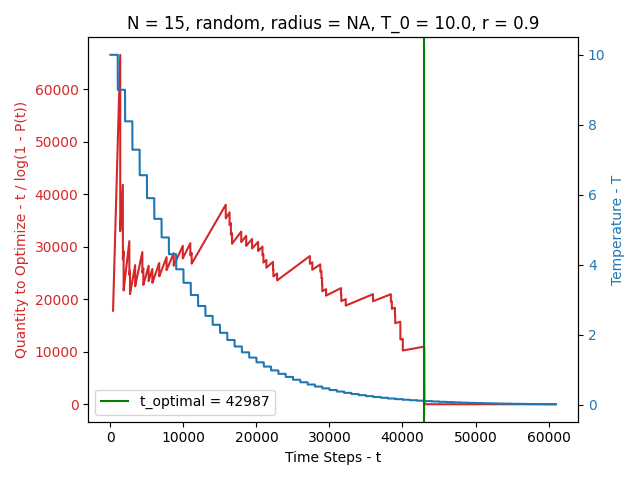 N = 15, random, radius = NA, T_0 = 10.0, r = 0.9
Quantity to Optimize - t / log(1 - P(t))
60000
50000
40000
30000
20000
10000
0
10
8
6
4
2
0
Temperature - T
t_optimal = 42987
0 10000 20000 30000 40000 50000 60000
Time Steps - t